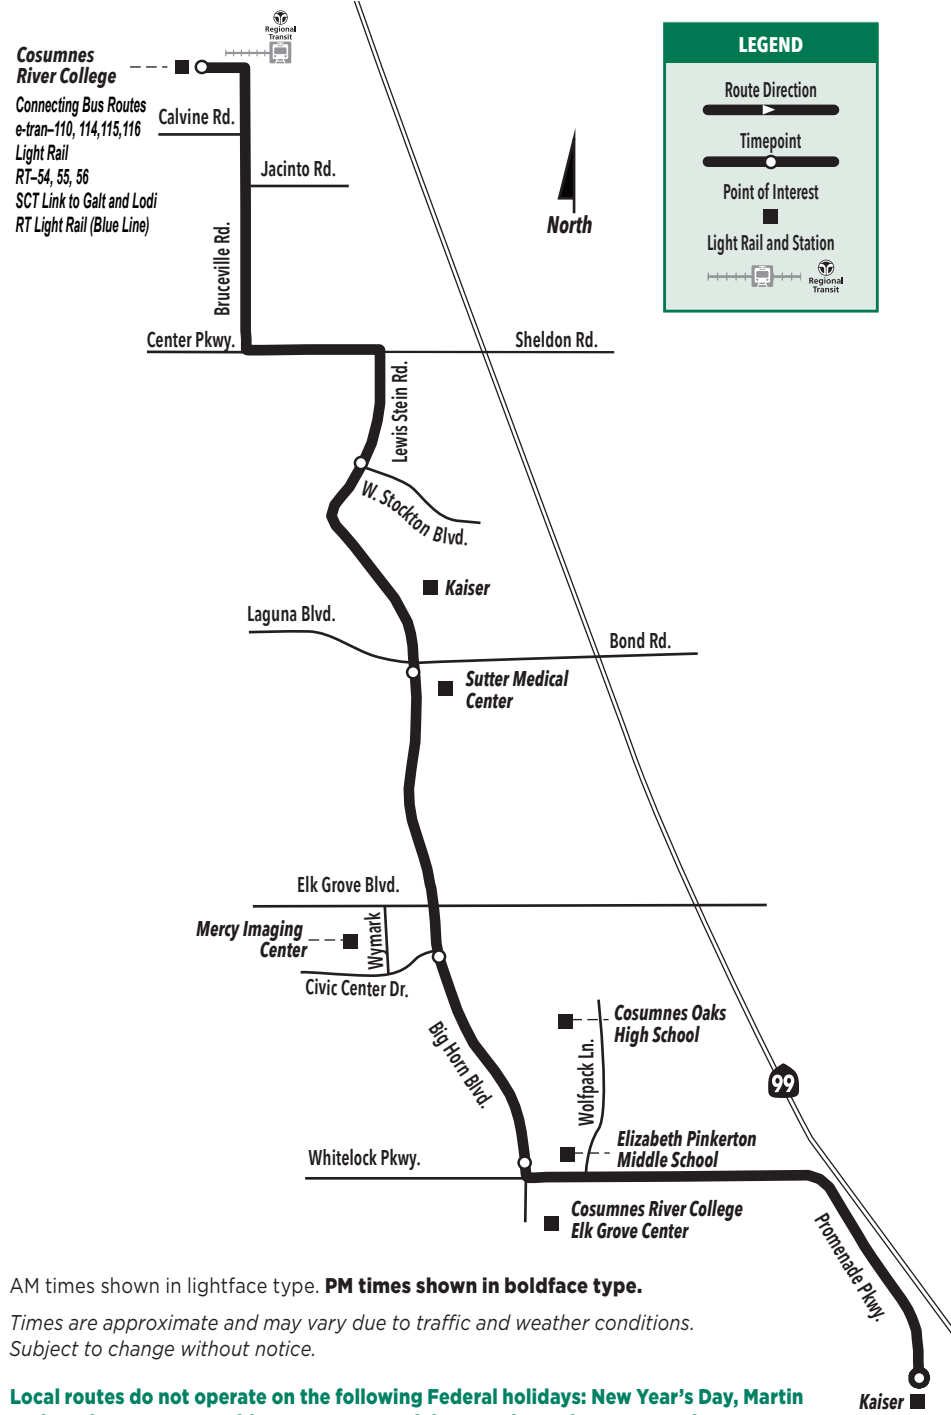 Regional
Transit
Cosumnes
River College
Connecting Bus Routes
e-tran–110, 114,115,116
Light Rail
RT–54, 55, 56
SCT Link to Galt and Lodi
RT Light Rail (Blue Line)
Calvine Rd.
Jacinto Rd.
Bruceville Rd.
North
LEGEND
Route Direction
Timepoint
Point of Interest
Light Rail and Station
Regional
Transit
Center Pkwy.
Sheldon Rd.
Lewis Stein Rd.
W. Stockton Blvd.
Kaiser
Laguna Blvd.
Bond Rd.
Sutter Medical
Center
Elk Grove Blvd.
Mercy Imaging
Center
Wymark
Civic Center Dr.
Big Horn Blvd.
Cosumnes Oaks
High School
Wolfpack Ln.
99
Elizabeth Pinkerton
Middle School
Whitelock Pkwy.
Cosumnes River College
Elk Grove Center
Promenade Pkwy.
AM times shown in lightface type. PM times shown in boldface type.
Times are approximate and may vary due to traffic and weather conditions.
Subject to change without notice.
Local routes do not operate on the following Federal holidays: New Year's Day, Martin
Kaiser